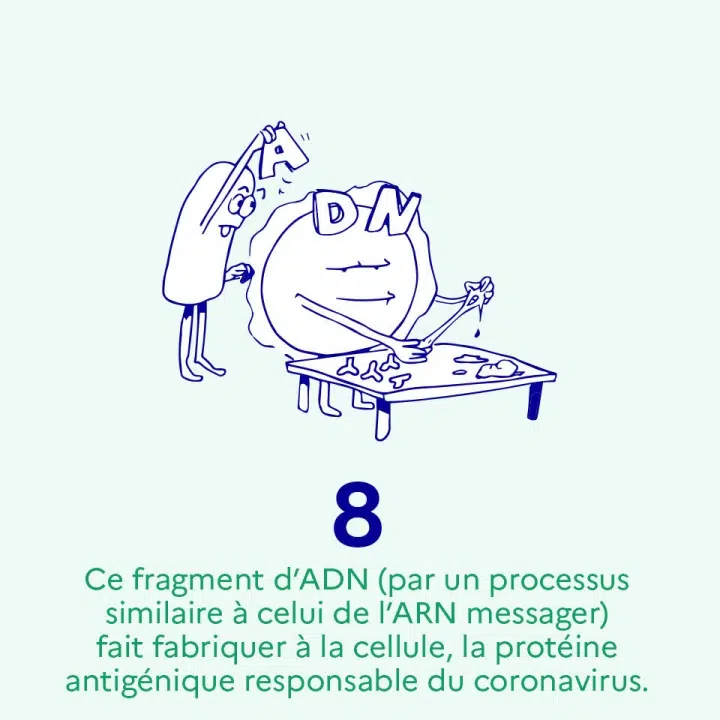 A
DN
8
Ce fragment d'ADN (par un processus
similaire à celui de l'ARN messager)
fait fabriquer à la cellule, la protéine
antigénique responsable du coronavirus.